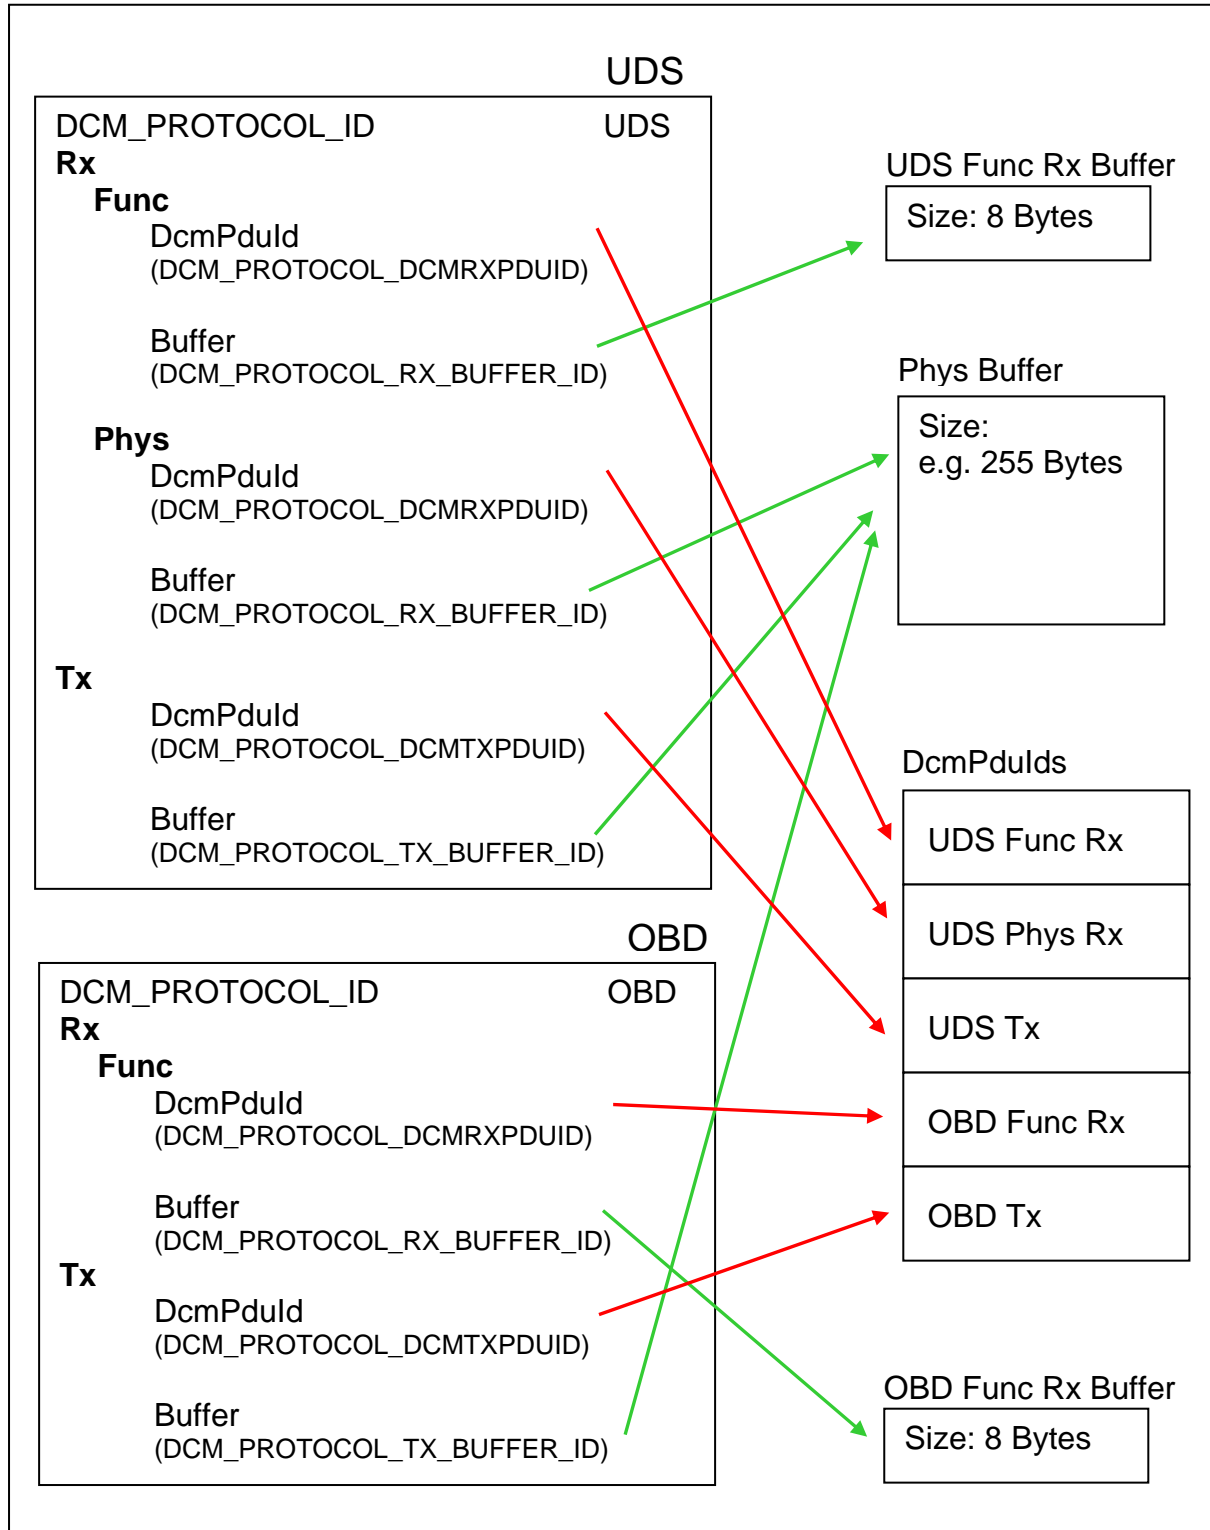 UDS
DCM_PROTOCOL_ID UDS
Rx
Func
DcmPduId
(DCM_PROTOCOL_DCMRXPDUID)
Buffer
(DCM_PROTOCOL_RX_BUFFER_ID)
Phys
DcmPduId
(DCM_PROTOCOL_DCMRXPDUID)
Buffer
(DCM_PROTOCOL_RX_BUFFER_ID)
Tx
DcmPduId
(DCM_PROTOCOL_DCMTXPDUID)
Buffer
(DCM_PROTOCOL_TX_BUFFER_ID)
OBD
DCM_PROTOCOL_ID OBD
Rx
Func
DcmPduId
(DCM_PROTOCOL_DCMRXPDUID)
Buffer
(DCM_PROTOCOL_RX_BUFFER_ID)
Tx
DcmPduId
(DCM_PROTOCOL_DCMTXPDUID)
Buffer
(DCM_PROTOCOL_TX_BUFFER_ID)
UDS Func Rx Buffer
Size: 8 Bytes
Phys Buffer
Size:
e.g. 255 Bytes
DcmPduIds
UDS Func Rx
UDS Phys Rx
UDS Tx
OBD Func Rx
OBD Tx
OBD Func Rx Buffer
Size: 8 Bytes